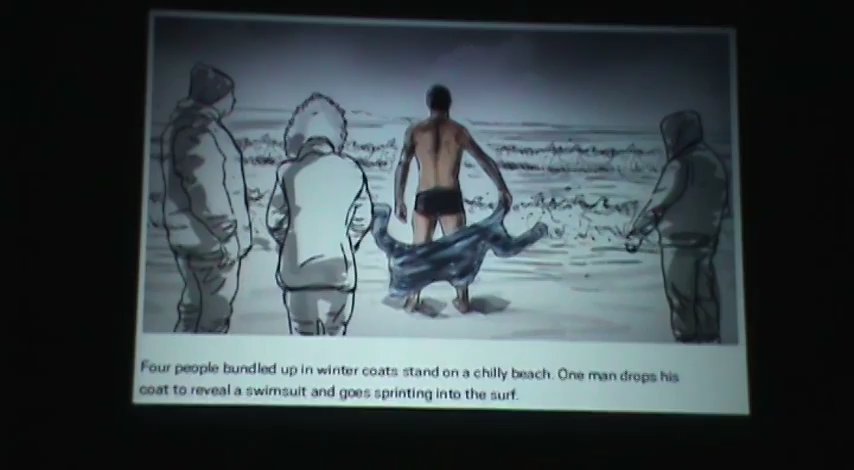 Four people bundled up in winter coats stand on a chilly beach. One man drops his
coat to reveal a swimsuit and goes sprinting into the surf.